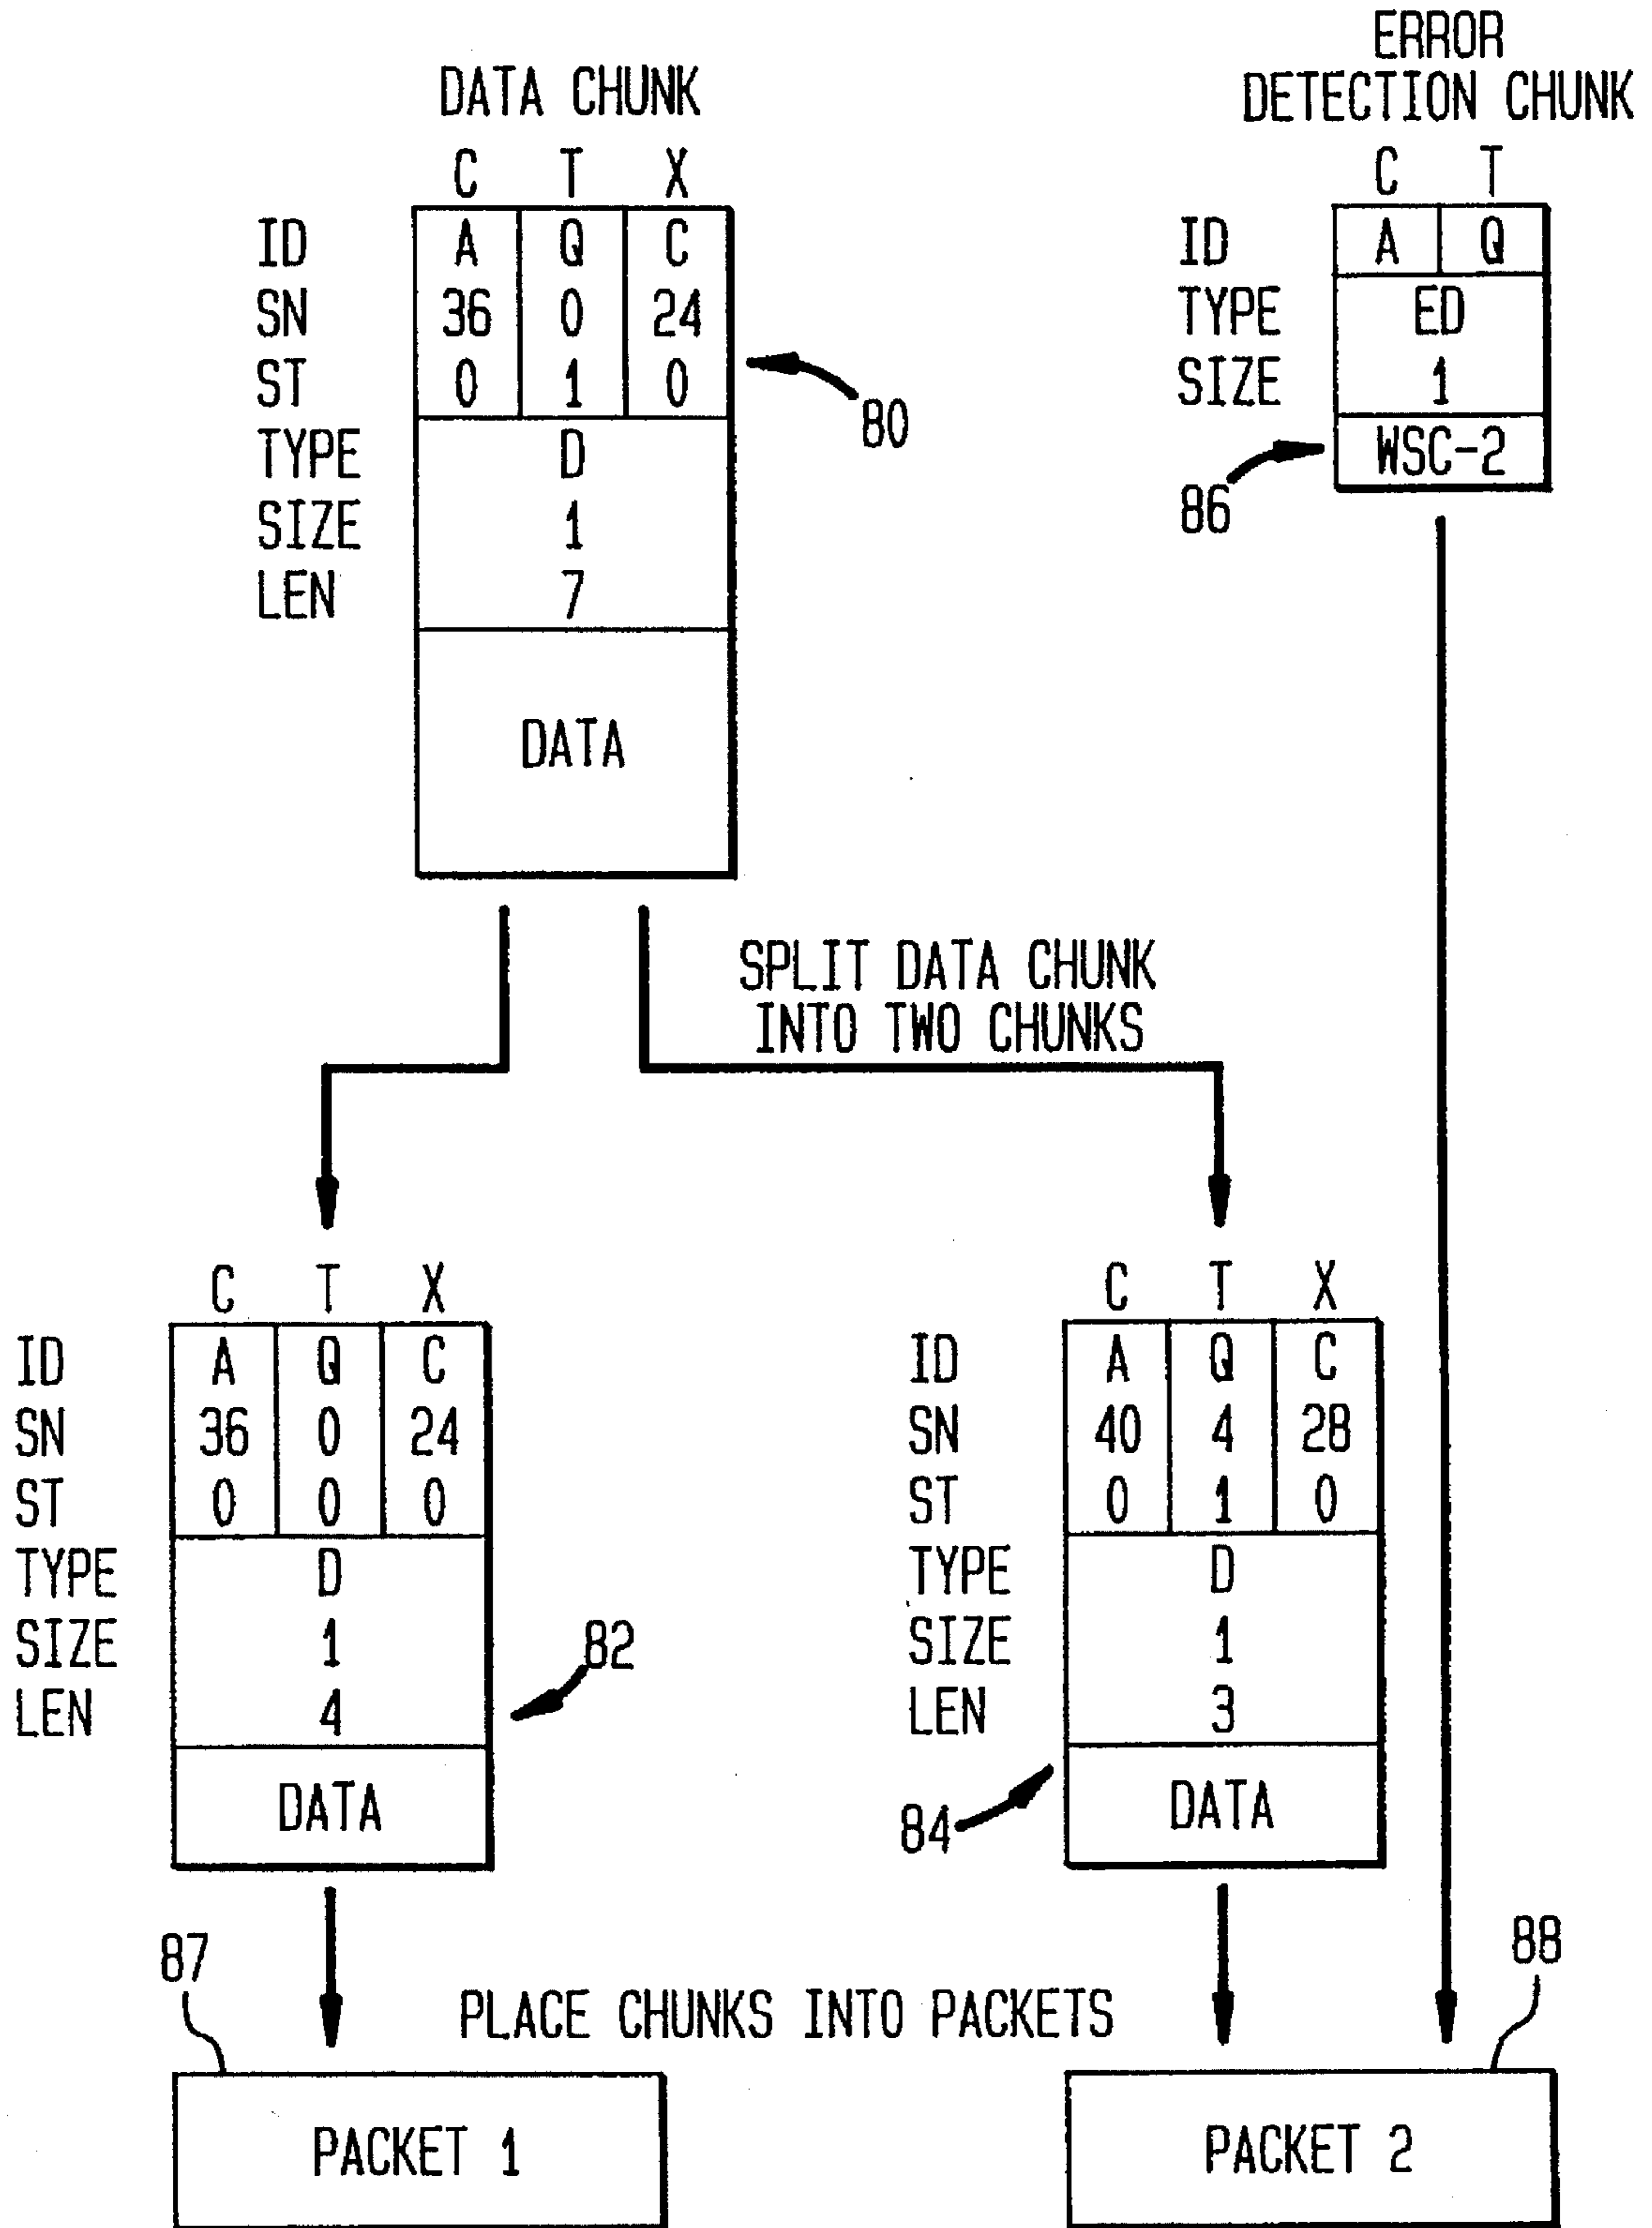 DATA CHUNK
C T X
ID A Q C
SN 36 0 24
ST 0 1 0
TYPE D
SIZE 1
LEN 7
DATA
80
ERROR
DETECTION CHUNK
C T
ID A Q
TYPE ED
SIZE 1
WSC-2
86
SPLIT DATA CHUNK
INTO TWO CHUNKS
C T X
ID A Q C
SN 36 0 24
ST 0 0 0
TYPE D
SIZE 1
LEN 4
DATA
82
C T X
ID A Q C
SN 40 4 28
ST 0 1 0
TYPE D
SIZE 1
LEN 3
DATA
84
87
PLACE CHUNKS INTO PACKETS
88
PACKET 1
PACKET 2